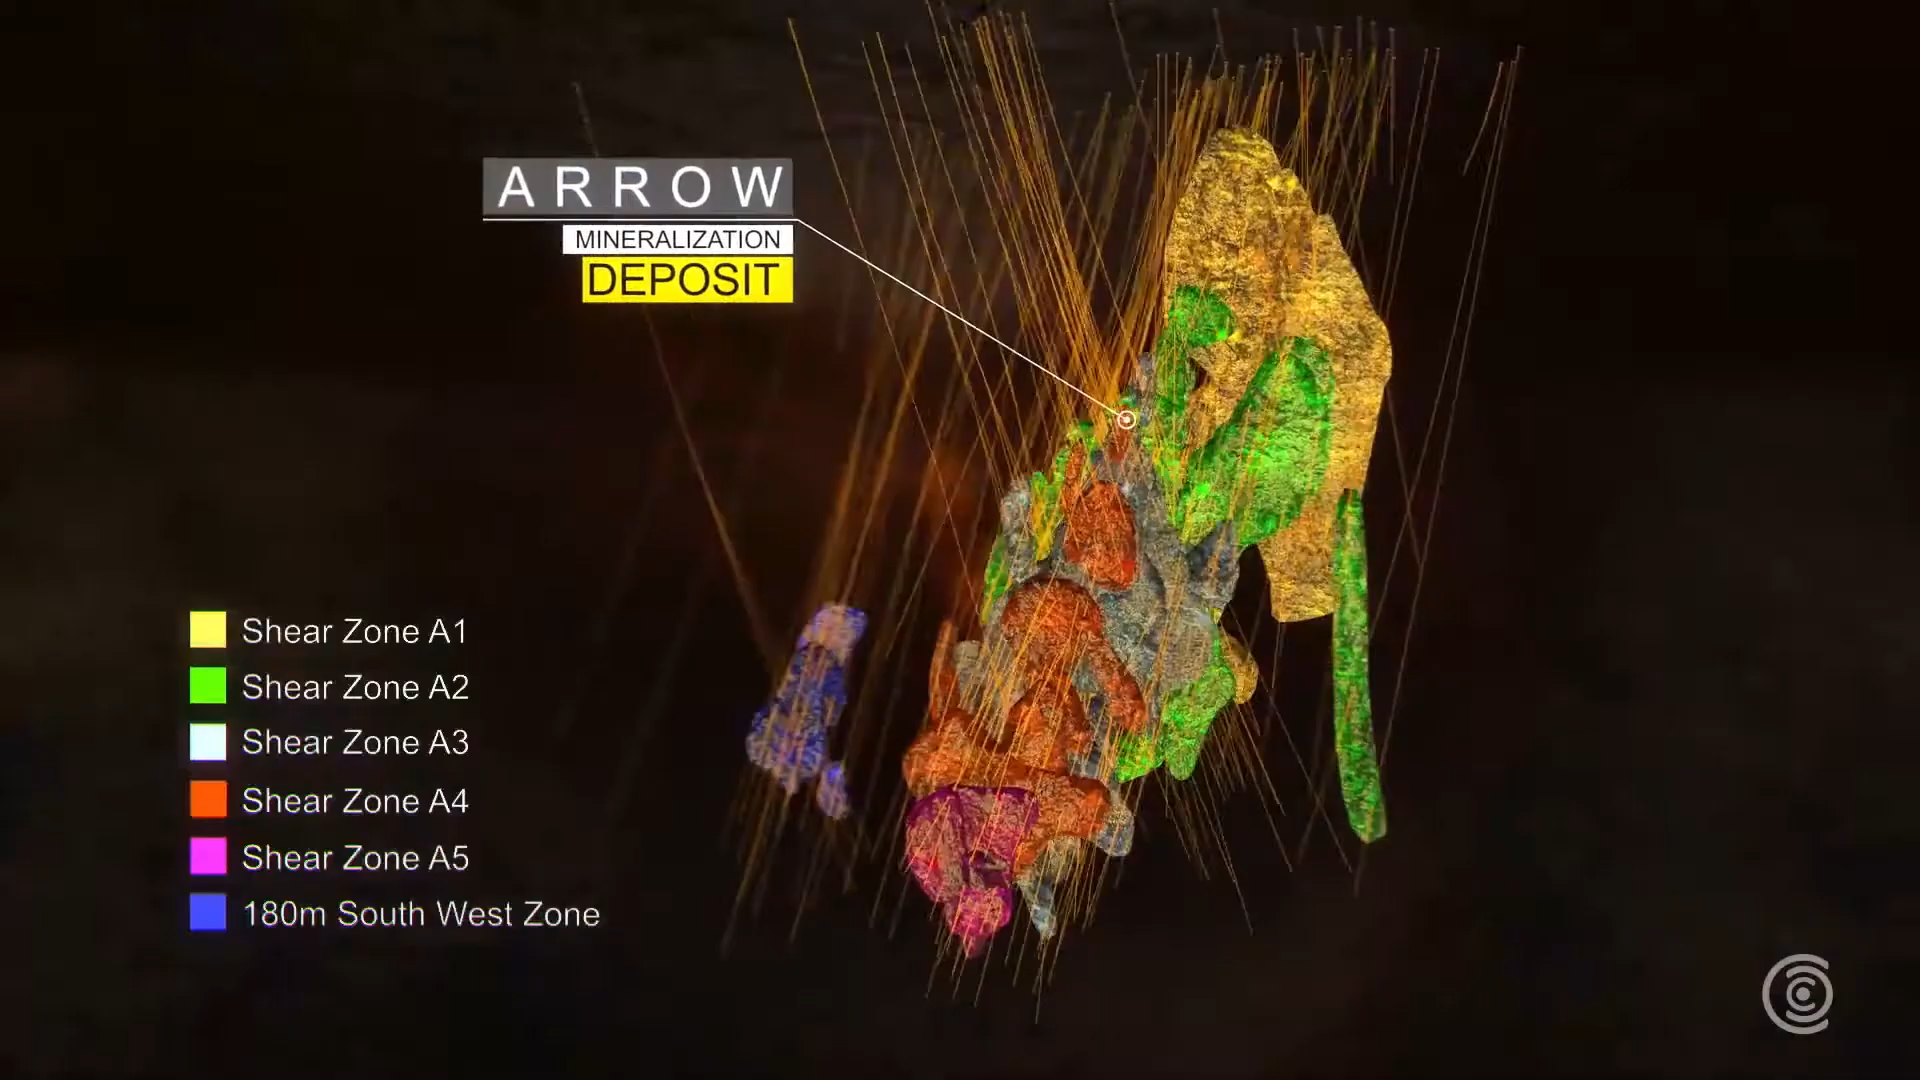 ARROW
MINERALIZATION
DEPOSIT
Shear Zone A1
Shear Zone A2
Shear Zone A3
Shear Zone A4
Shear Zone A5
180m South West Zone